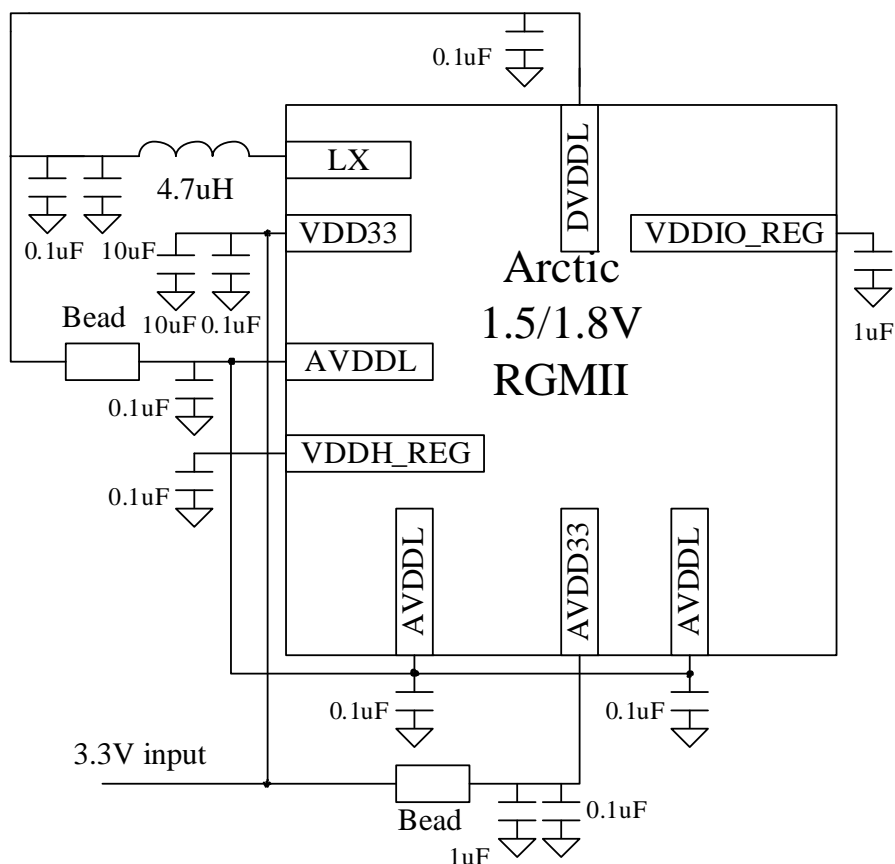 0.1uF
LX
DVDDL
4.7uH
0.1uF
10uF
VDD33
VDDIO_REG
10uF
0.1uF
1uF
Arctic
1.5/1.8V
RGMII
Bead
AVDDL
0.1uF
VDDH_REG
0.1uF
AVDDL
AVDD33
AVDDL
0.1uF
0.1uF
3.3V input
Bead
1uF
0.1uF